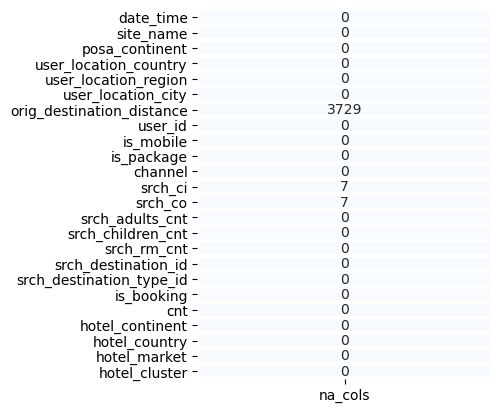 date_time 0
site_name 0
posa_continent 0
user_location_country 0
user_location_region 0
user_location_city 0
orig_destination_distance 3729
user_id 0
is_mobile 0
is_package 0
channel 0
srch_ci 7
srch_co 7
srch_adults_cnt 0
srch_children_cnt 0
srch_rm_cnt 0
srch_destination_id 0
srch_destination_type_id 0
is_booking 0
cnt 0
hotel_continent 0
hotel_country 0
hotel_market 0
hotel_cluster 0
na_cols